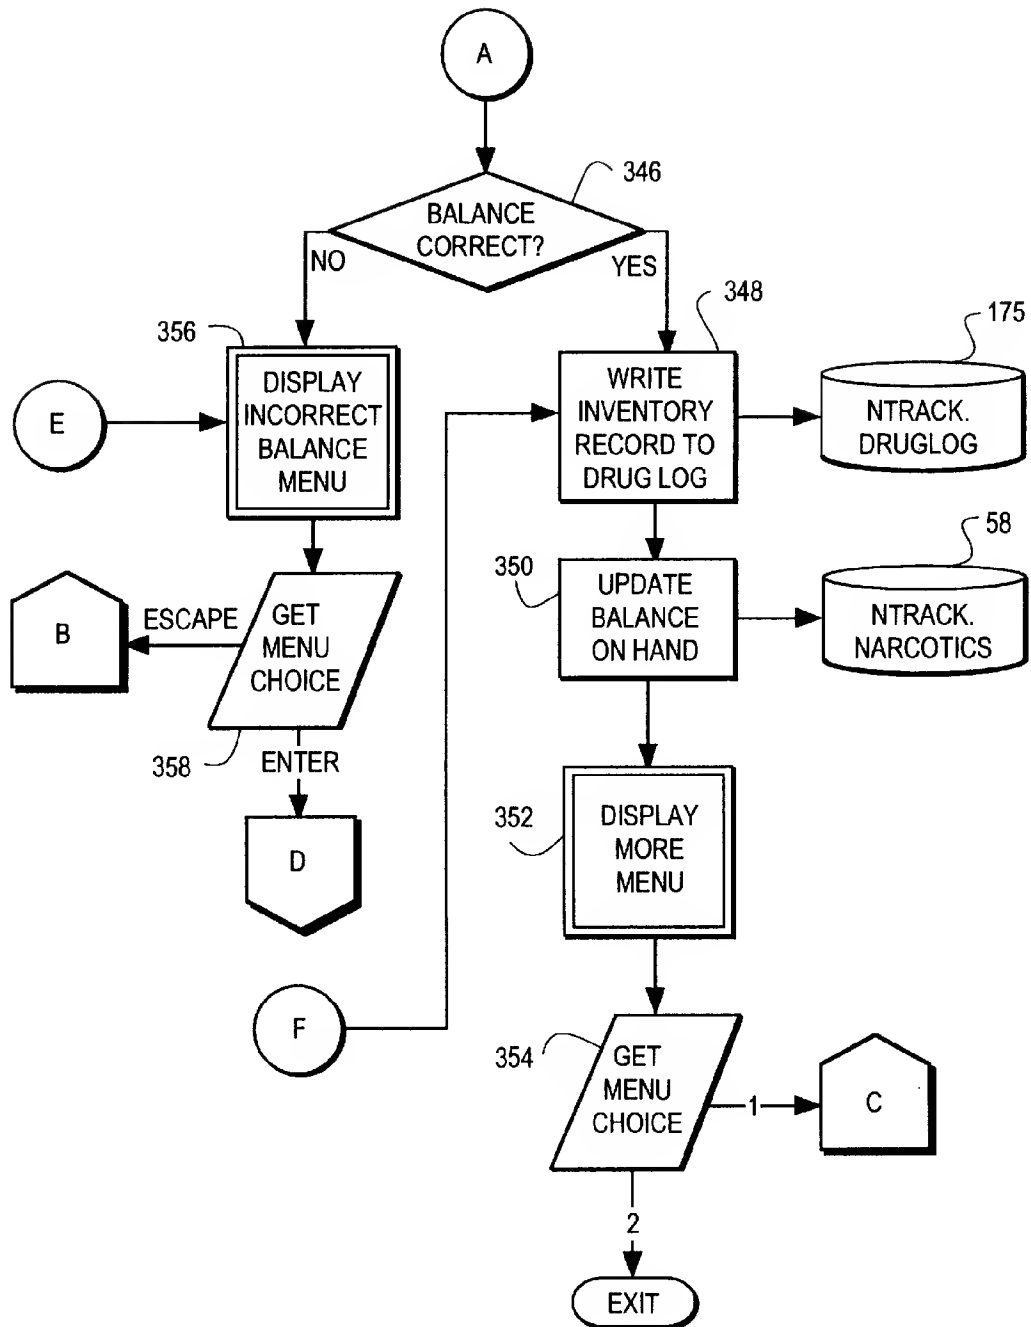 A
346
BALANCE
CORRECT?
NO
YES
356
348
175
DISPLAY
INCORRECT
BALANCE
MENU
E
WRITE
INVENTORY
RECORD TO
DRUG LOG
NTRACK.
DRUGLOG
58
350
UPDATE
BALANCE
ON HAND
NTRACK.
NARCOTICS
B
ESCAPE
GET
MENU
CHOICE
358
ENTER
D
352
DISPLAY
MORE
MENU
F
354
GET
MENU
CHOICE
1
C
2
EXIT